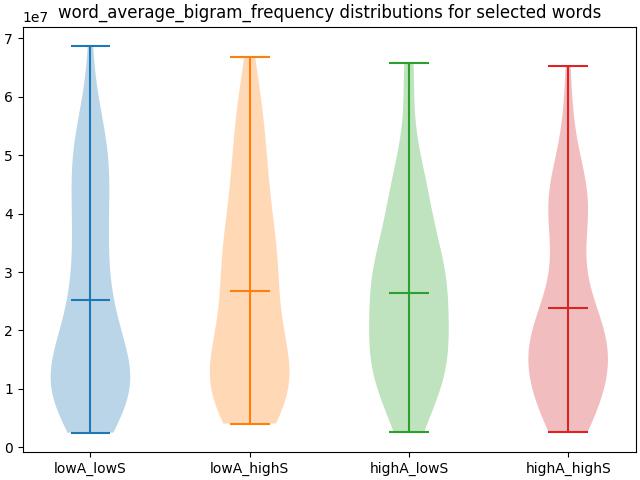 word_average_bigram_frequency distributions for selected words
1e7
7
6
5
4
3
2
1
0
lowA_lowS lowA_highS highA_lowS highA_highS